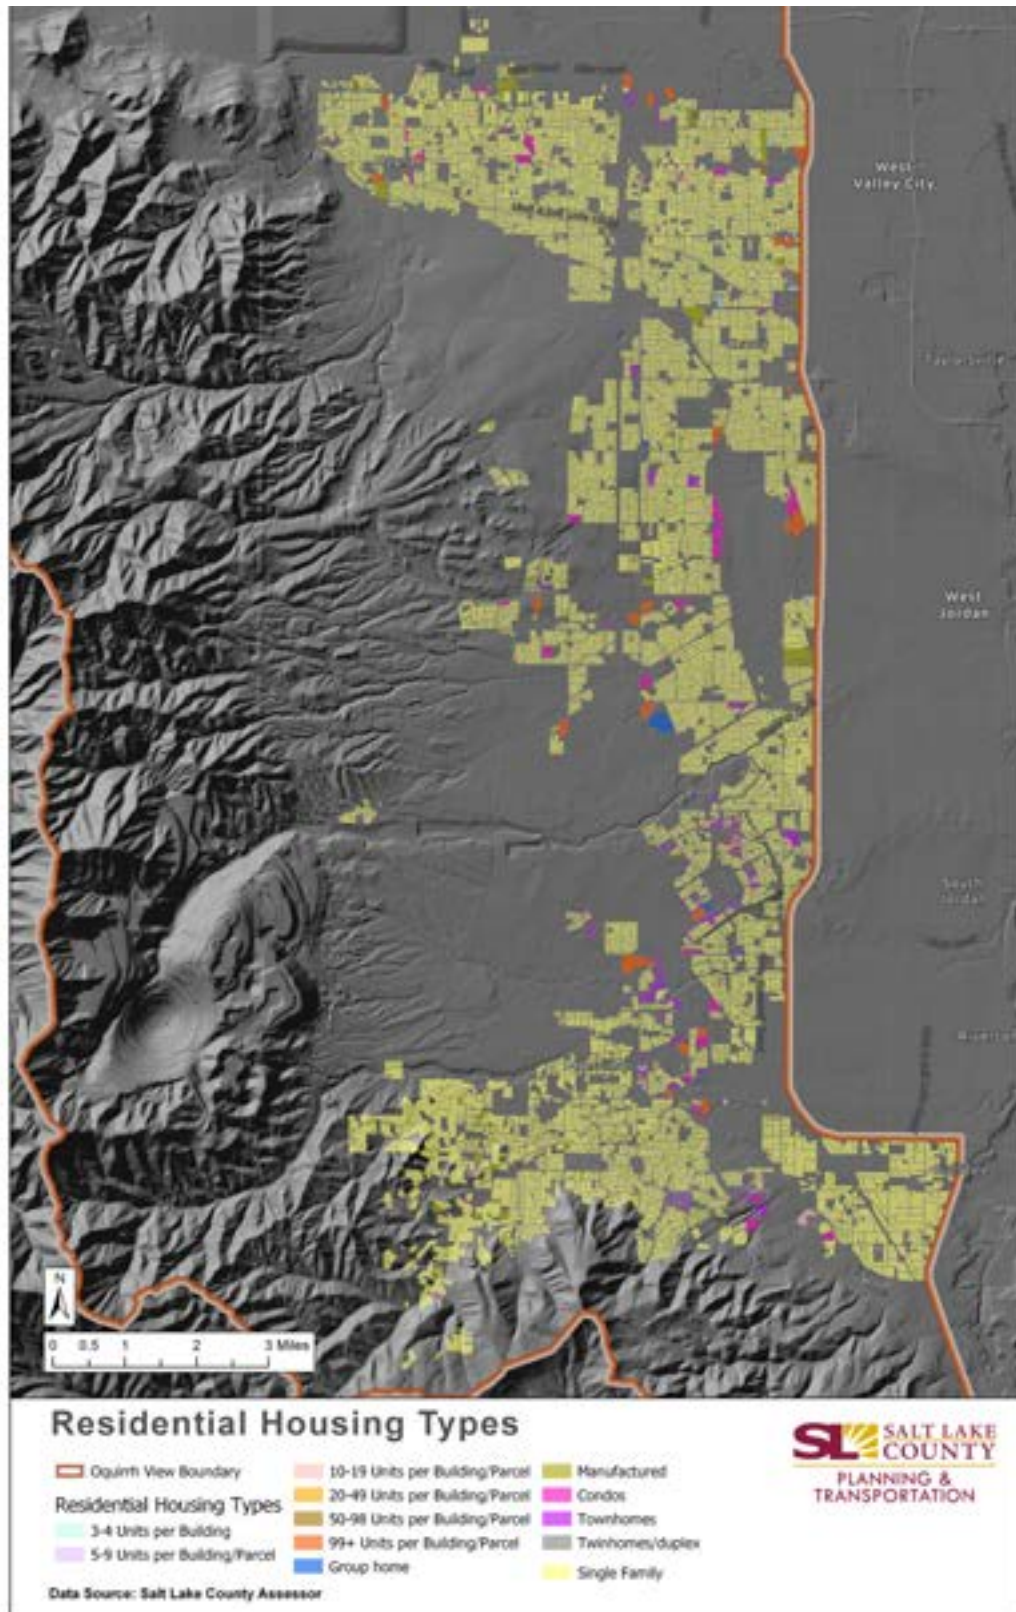 West
Valley City
Taylorsville
West
Jordan
South
Jordan
N
0 0.5 1 2 3 Miles
Residential Housing Types
Oquirrh View Boundary
Residential Housing Types
3-4 Units per Building
5-9 Units per Building/Parcel
10-19 Units per Building/Parcel
20-49 Units per Building/Parcel
50-98 Units per Building/Parcel
99+ Units per Building/Parcel
Group home
Manufactured
Condos
Townhomes
Twinhomes/duplex
Single Family
Data Source: Salt Lake County Assessor
SL SALT LAKE
COUNTY
PLANNING &
TRANSPORTATION